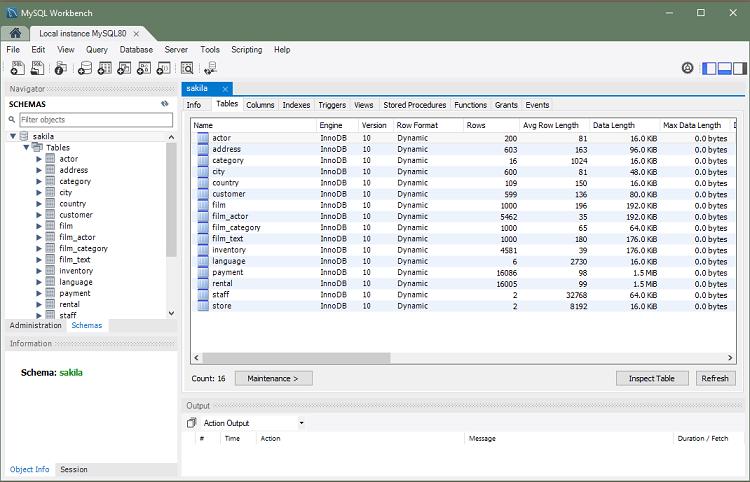 MySQL Workbench
Local instance MySQL80
File Edit View Query Database Server Tools Scripting Help
Navigator
SCHEMAS
Filter objects
sakila
Tables
actor
address
category
city
country
customer
film
film_actor
film_category
film_text
inventory
language
payment
rental
staff
Administration Schemas
Information
Schema: sakila
Object Info Session
sakila
Info Tables Columns Indexes Triggers Views Stored Procedures Functions Grants Events
Name Engine Version Row Format Rows Avg Row Length Data Length Max Data Length
actor InnoDB 10 Dynamic 200 81 16.0 KiB 0.0 bytes
address InnoDB 10 Dynamic 603 163 96.0 KiB 0.0 bytes
category InnoDB 10 Dynamic 16 1024 16.0 KiB 0.0 bytes
city InnoDB 10 Dynamic 600 81 48.0 KiB 0.0 bytes
country InnoDB 10 Dynamic 109 150 16.0 KiB 0.0 bytes
customer InnoDB 10 Dynamic 599 136 80.0 KiB 0.0 bytes
film InnoDB 10 Dynamic 1000 196 192.0 KiB 0.0 bytes
film_actor InnoDB 10 Dynamic 5462 35 192.0 KiB 0.0 bytes
film_category InnoDB 10 Dynamic 1000 65 64.0 KiB 0.0 bytes
film_text InnoDB 10 Dynamic 1000 180 176.0 KiB 0.0 bytes
inventory InnoDB 10 Dynamic 4581 39 176.0 KiB 0.0 bytes
language InnoDB 10 Dynamic 6 2730 16.0 KiB 0.0 bytes
payment InnoDB 10 Dynamic 16086 98 1.5 MiB 0.0 bytes
rental InnoDB 10 Dynamic 16005 99 1.5 MiB 0.0 bytes
staff InnoDB 10 Dynamic 2 32768 64.0 KiB 0.0 bytes
store InnoDB 10 Dynamic 2 8192 16.0 KiB 0.0 bytes
Count: 16 Maintenance > Inspect Table Refresh
Output
Action Output
# Time Action Message Duration / Fetch